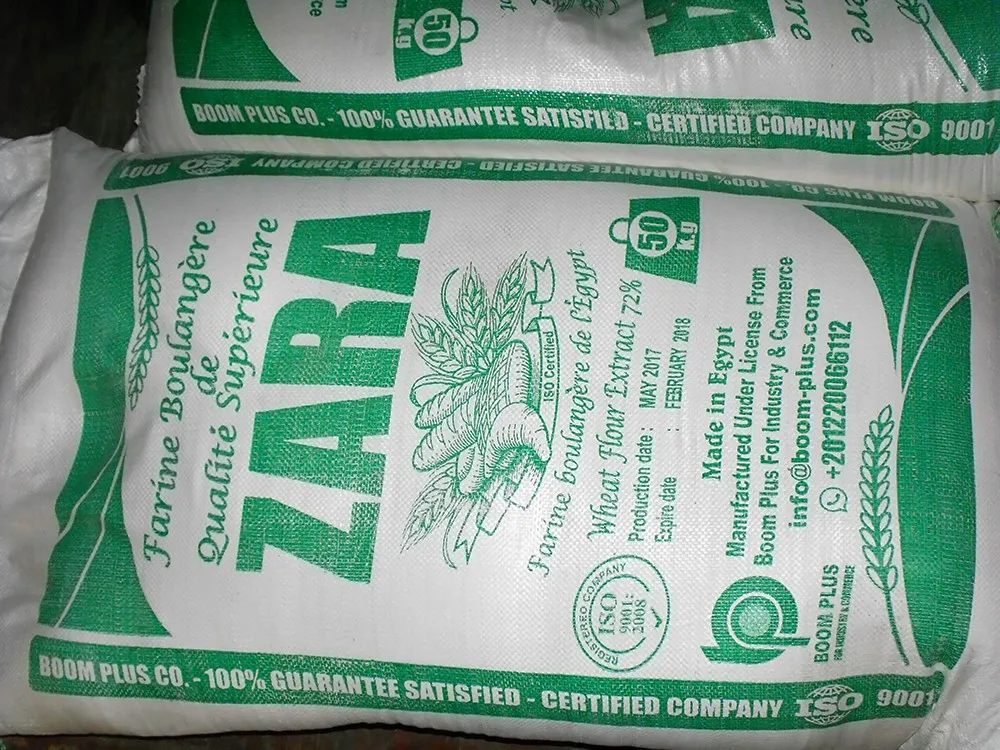 50
Kg
BOOM PLUS CO. - 100% GUARANTEE SATISFIED - CERTIFIED COMPANY ISO 9001
BOOM PLUS CO. - 100% GUARANTEE SATISFIED - CERTIFIED COMPANY ISO 9001
Farine Boulangère
de
Qualité Supérieure
ZARA
ISO Certified
Farine boulangère de l'Egypt
Wheat Flour Extract 72%
50
Kg
Production date : MAY 2017
Expire date : FEBRUARY 2018
REGISTERED COMPANY
ISO
9001:
2008
Made in Egypt
Manufactured Under License From
Boom Plus For Industry & Commerce
info@boom-plus.com
+2012220066112
BOOM PLUS
FOR INDUSTRY & COMMERCE
BOOM PLUS CO. - 100% GUARANTEE SATISFIED - CERTIFIED COMPANY ISO 9001